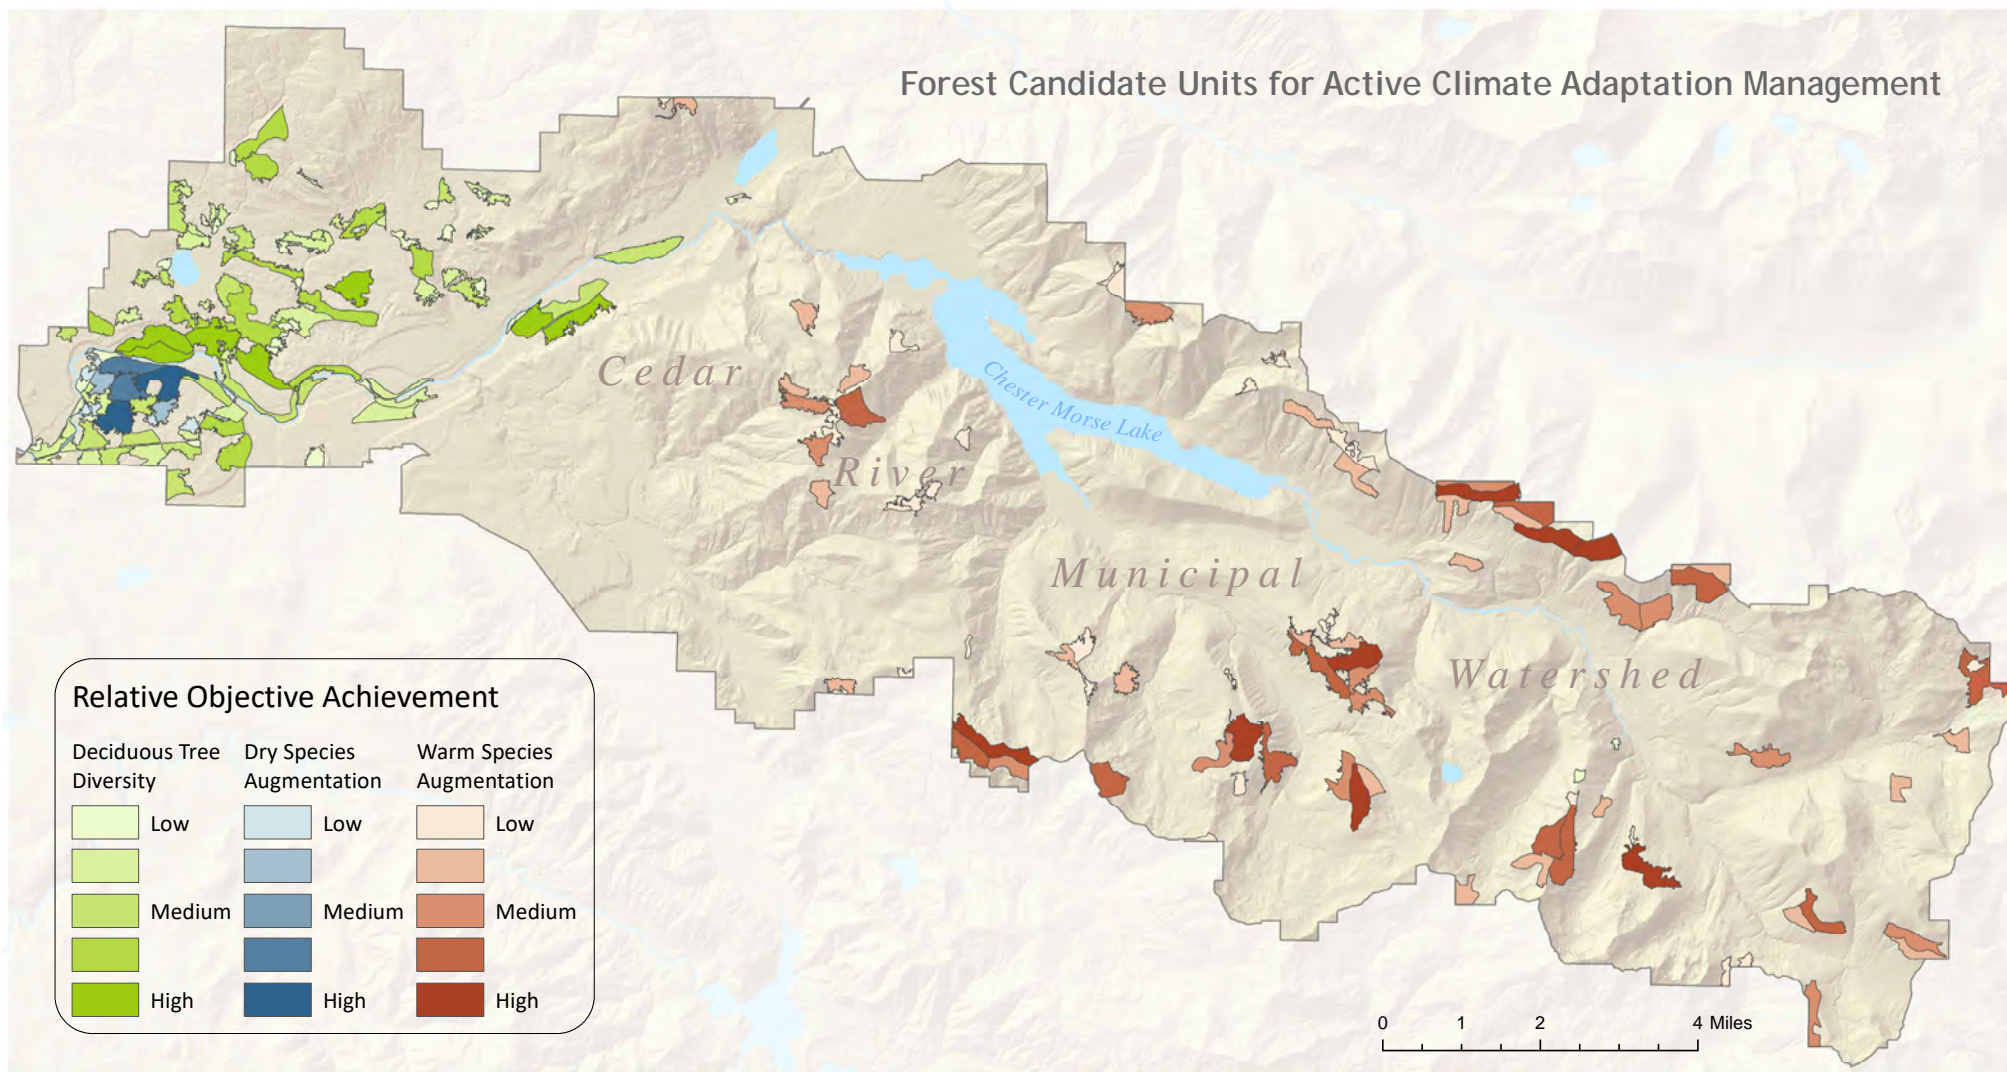 Forest Candidate Units for Active Climate Adaptation Management
Cedar
River
Municipal
Watershed
Chester Morse Lake
Relative Objective Achievement
Deciduous Tree
Diversity
Low
Medium
High
Dry Species
Augmentation
Low
Medium
High
Warm Species
Augmentation
Low
Medium
High
0 1 2 4 Miles